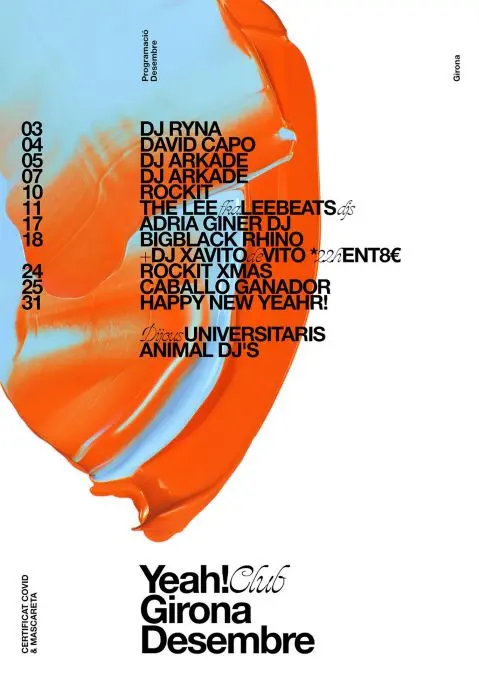 Programació
Desembre
Girona
03 DJ RYNA
04 DAVID CAPO
05 DJ ARKADE
07 DJ ARKADE
10 ROCKIT
11 THE LEE fka LEEBEATS djs
17 ADRIA GINER DJ
18 BIGBLACK RHINO
+DJ XAVITO de VITO *22h ENT8€
24 ROCKIT XMAS
25 CABALLO GANADOR
31 HAPPY NEW YEAHR!
Dijous UNIVERSITARIS
ANIMAL DJ'S
CERTIFICAT COVID
& MASCARETA
Yeah! Club
Girona
Desembre